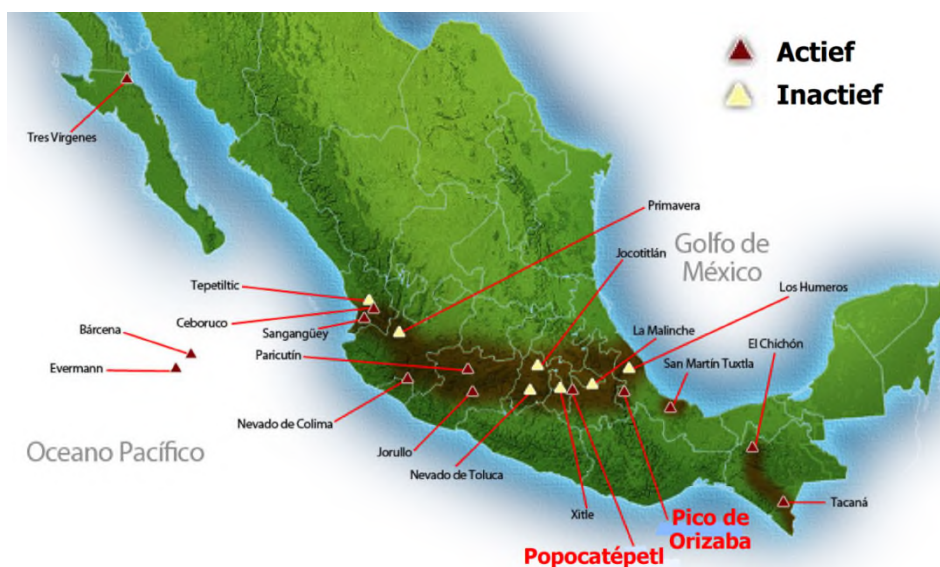 Actief
Inactief
Tres Vírgenes
Primavera
Golfo de
México
Jocotitlán
Tepetiltic
Los Humeros
Ceboruco
Sangangüey
Bárcena
La Malinche
El Chichón
Paricutín
San Martín Tuxtla
Evermann
Nevado de Colima
Oceano Pacífico
Jorullo
Nevado de Toluca
Tacaná
Xitle
Pico de
Orizaba
Popocatépetl